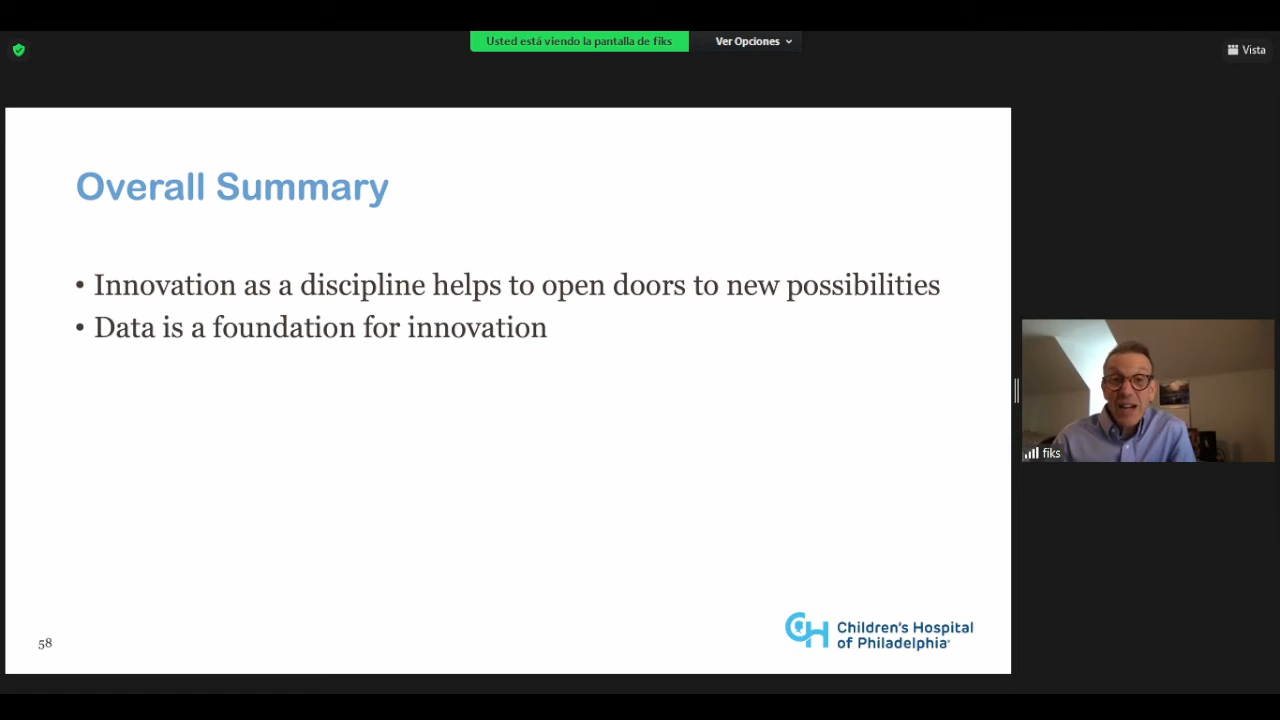 Usted está viendo la pantalla de fiks
Ver Opciones
Vista
Overall Summary
• Innovation as a discipline helps to open doors to new possibilities
• Data is a foundation for innovation
fiks
58
CH Children's Hospital
of Philadelphia